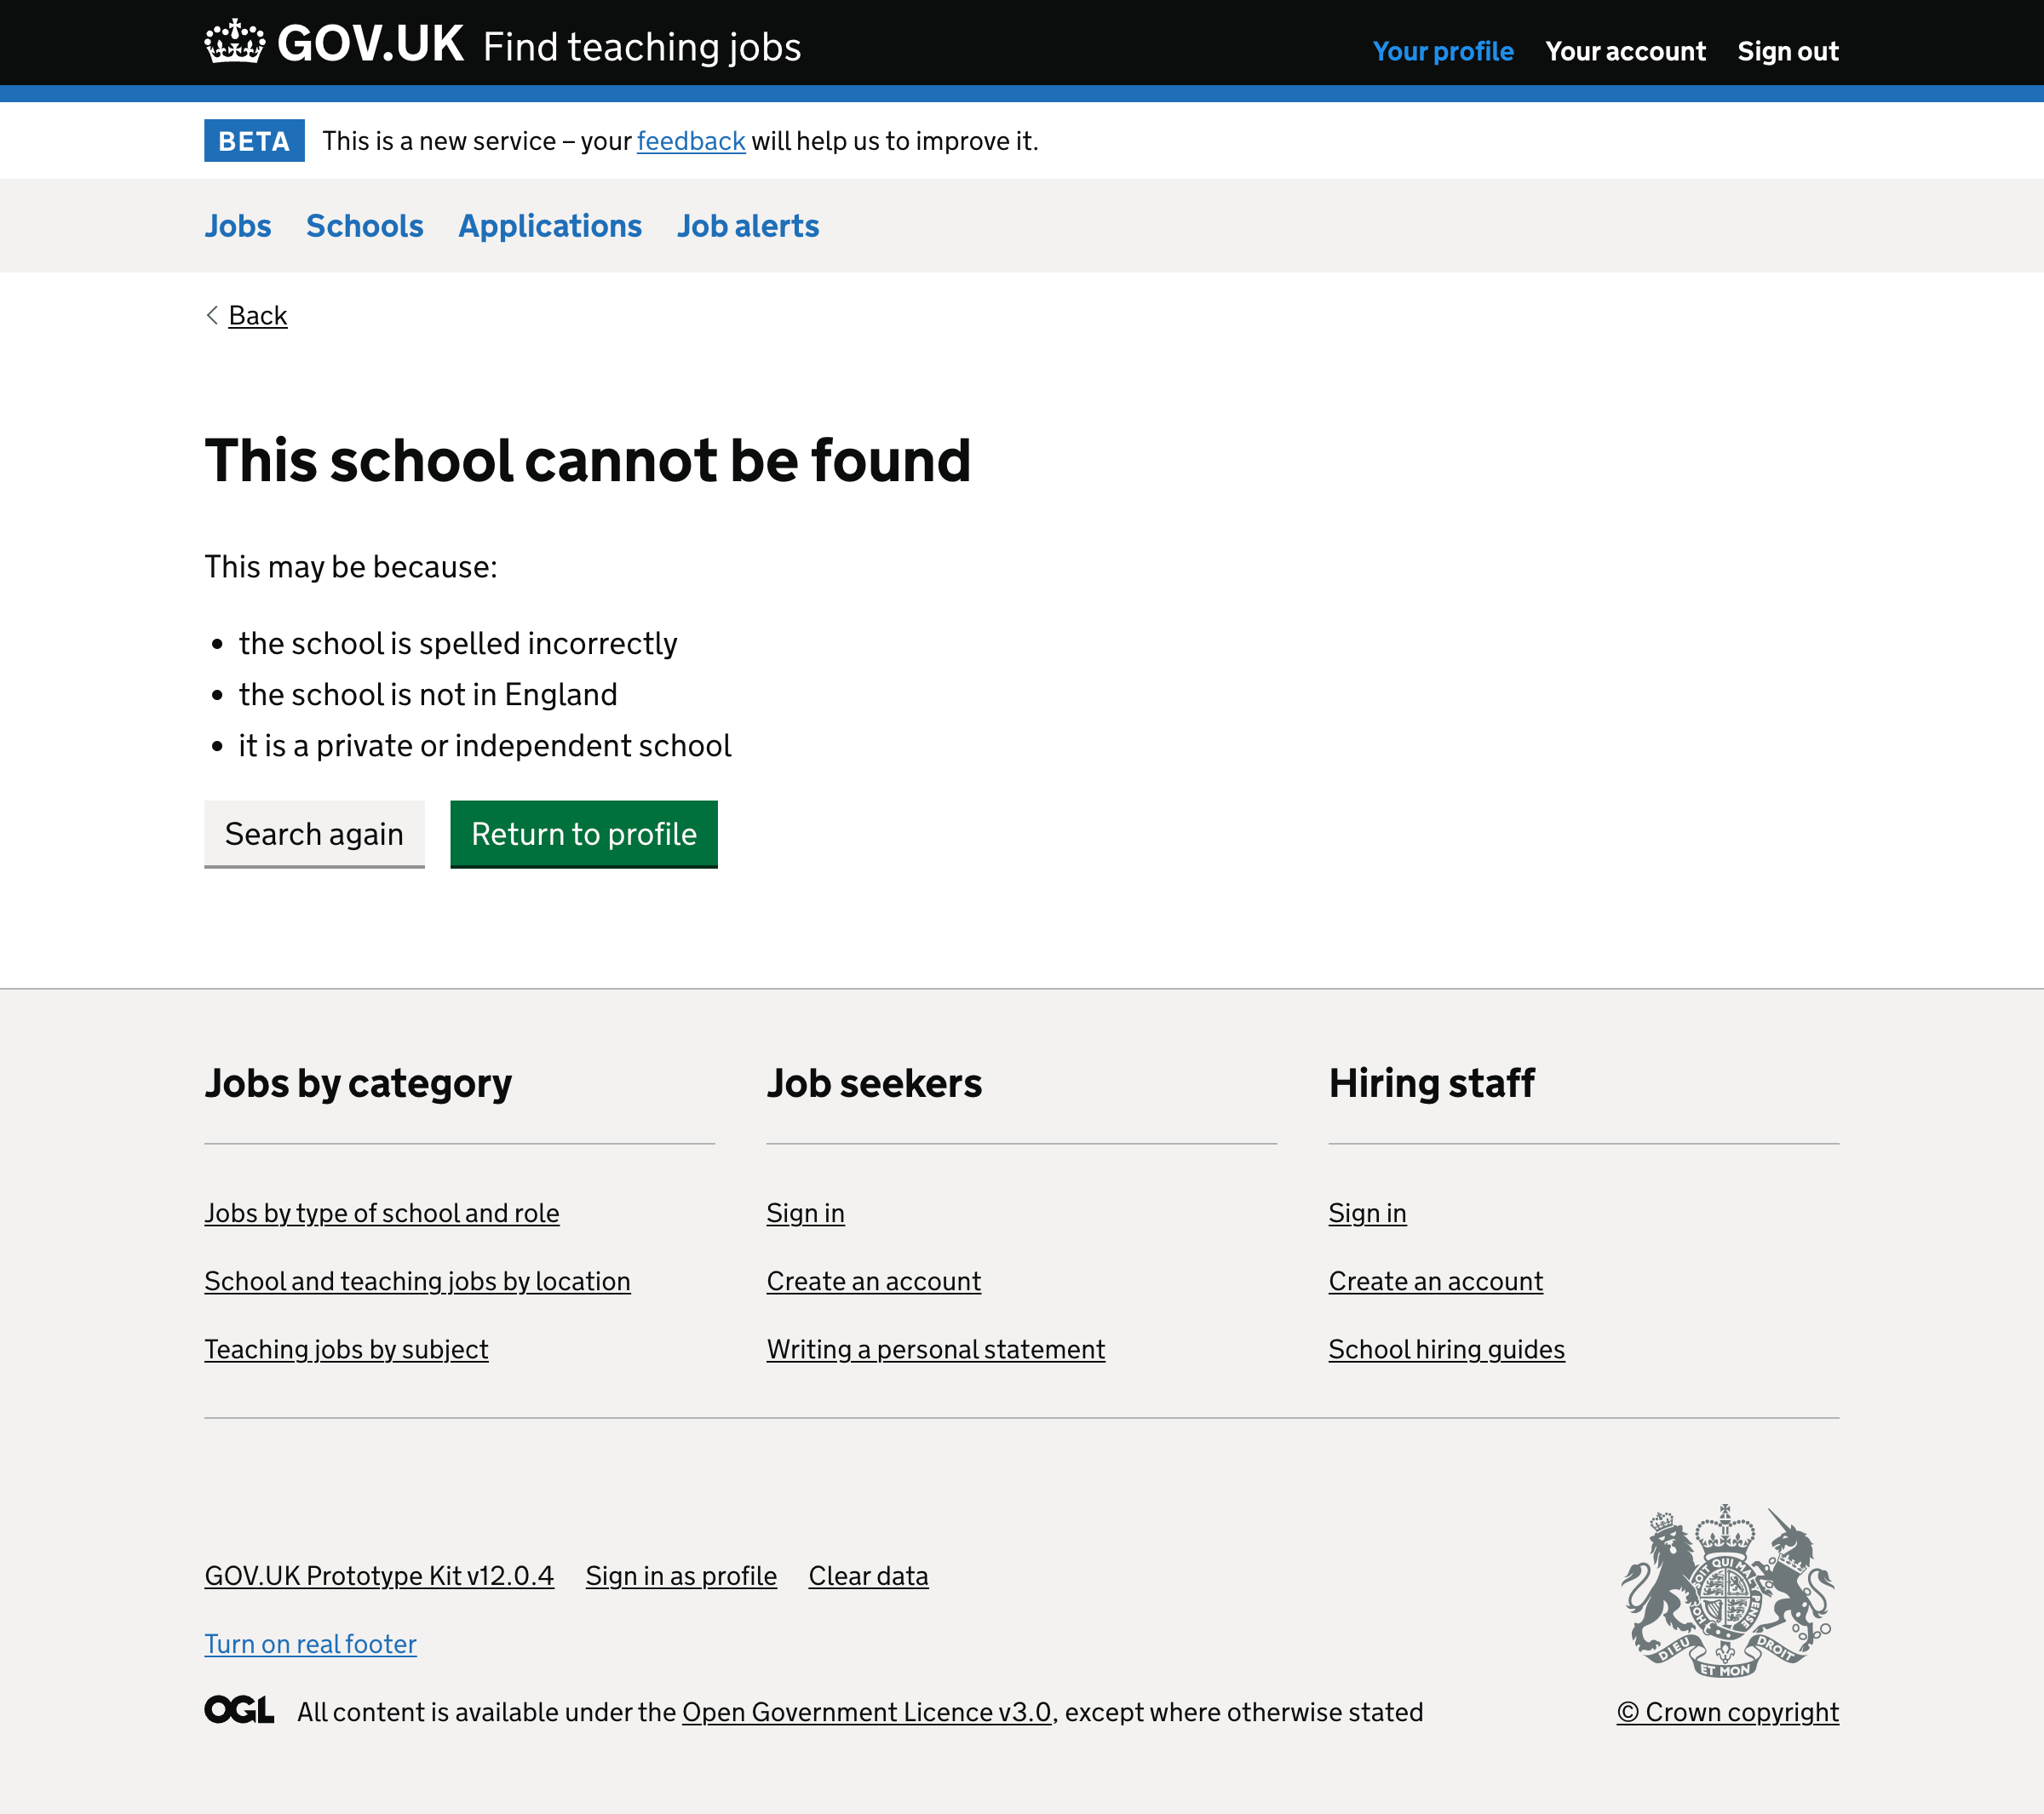 GOV.UK Find teaching jobs
Your profile Your account Sign out
BETA This is a new service – your feedback will help us to improve it.
Jobs Schools Applications Job alerts
Back
This school cannot be found
This may be because:
the school is spelled incorrectly
the school is not in England
it is a private or independent school
Search again Return to profile
Jobs by category
Jobs by type of school and role
School and teaching jobs by location
Teaching jobs by subject
Job seekers
Sign in
Create an account
Writing a personal statement
Hiring staff
Sign in
Create an account
School hiring guides
GOV.UK Prototype Kit v12.0.4 Sign in as profile Clear data
Turn on real footer
OGL All content is available under the Open Government Licence v3.0, except where otherwise stated
DIEU ET MON DROIT
© Crown copyright